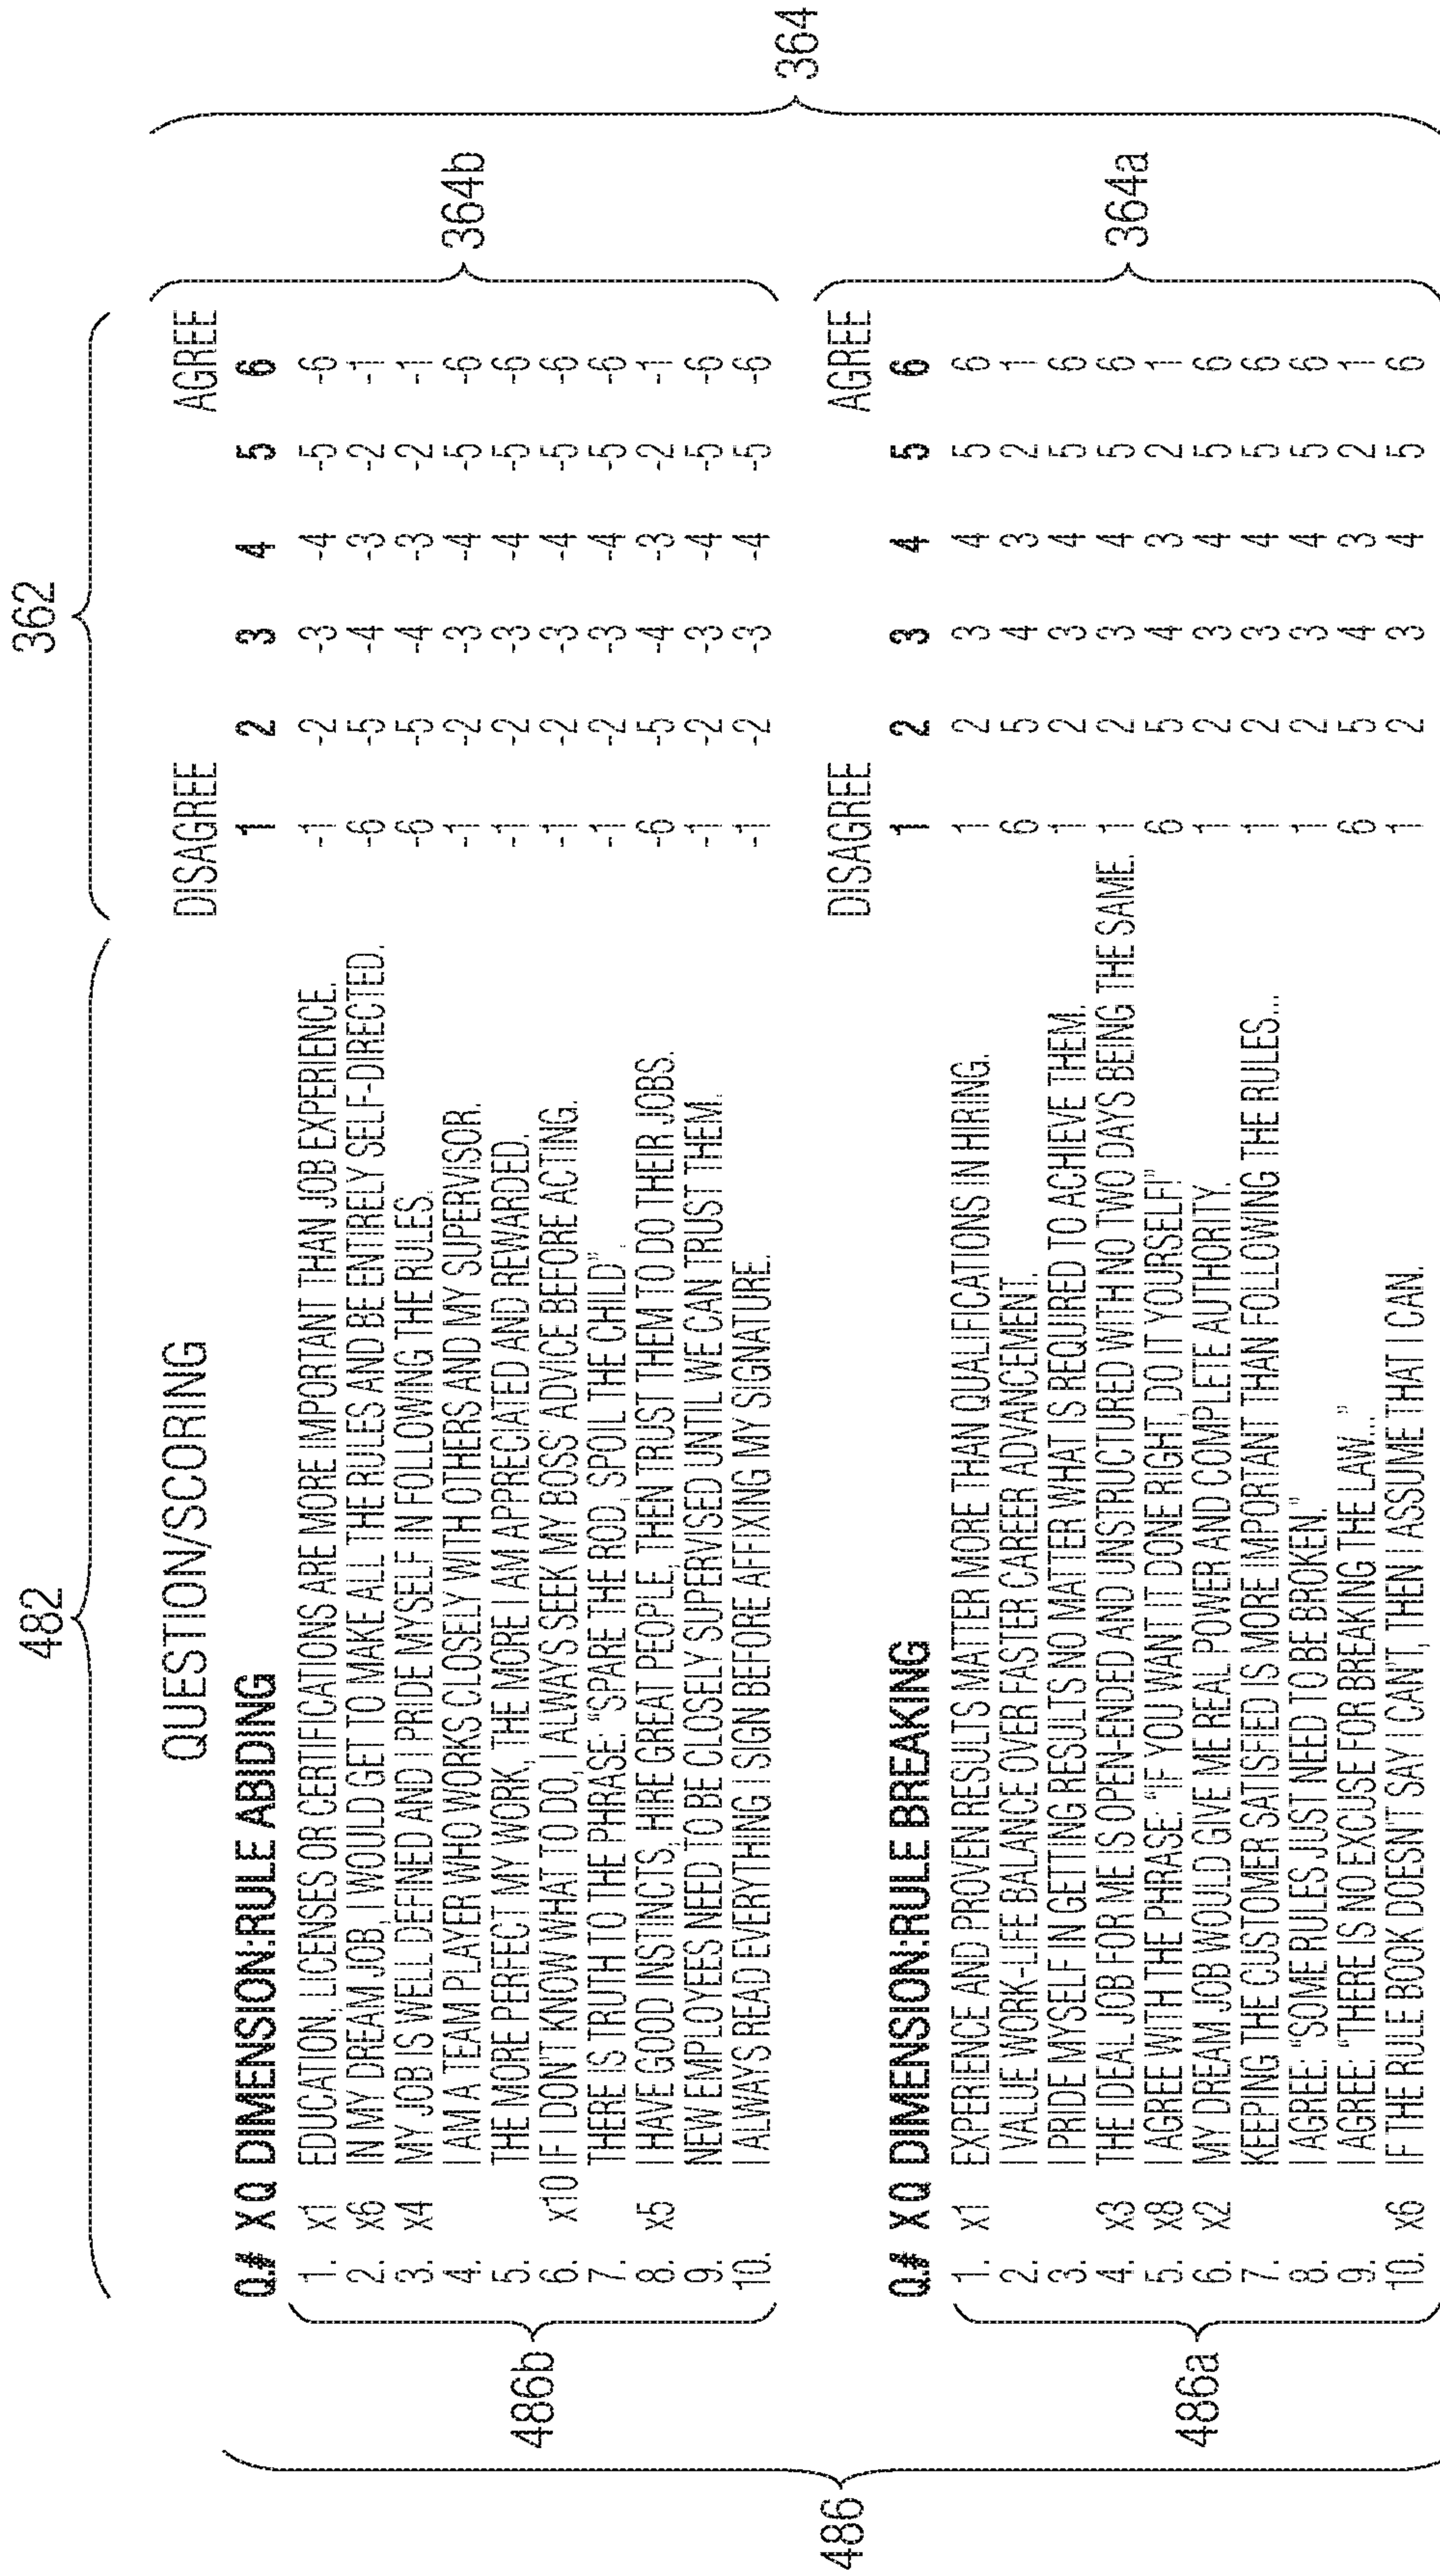 482 362
QUESTION/SCORING
DISAGREE AGREE
Q.# X Q DIMENSION:RULE ABIDING 1 2 3 4 5 6
1. x1 EDUCATION, LICENSES OR CERTIFICATIONS ARE MORE IMPORTANT THAN JOB EXPERIENCE. -1 -2 -3 -4 -5 -6
2. x6 IN MY DREAM JOB, I WOULD GET TO MAKE ALL THE RULES AND BE ENTIRELY SELF-DIRECTED. -6 -5 -4 -3 -2 -1
3. x4 MY JOB IS WELL DEFINED AND I PRIDE MYSELF IN FOLLOWING THE RULES. -6 -5 -4 -3 -2 -1
4. I AM A TEAM PLAYER WHO WORKS CLOSELY WITH OTHERS AND MY SUPERVISOR. -1 -2 -3 -4 -5 -6
5. THE MORE PERFECT MY WORK, THE MORE I AM APPRECIATED AND REWARDED. -1 -2 -3 -4 -5 -6
6. x10 IF I DON'T KNOW WHAT TO DO, I ALWAYS SEEK MY BOSS' ADVICE BEFORE ACTING. -1 -2 -3 -4 -5 -6
7. THERE IS TRUTH TO THE PHRASE: "SPARE THE ROD, SPOIL THE CHILD". -1 -2 -3 -4 -5 -6
8. x5 I HAVE GOOD INSTINCTS, HIRE GREAT PEOPLE, THEN TRUST THEM TO DO THEIR JOBS. -6 -5 -4 -3 -2 -1
9. NEW EMPLOYEES NEED TO BE CLOSELY SUPERVISED UNTIL WE CAN TRUST THEM. -1 -2 -3 -4 -5 -6
10. I ALWAYS READ EVERYTHING I SIGN BEFORE AFFIXING MY SIGNATURE. -1 -2 -3 -4 -5 -6
486b 364b
486 364
DISAGREE AGREE
Q.# X Q DIMENSION:RULE BREAKING 1 2 3 4 5 6
1. x1 EXPERIENCE AND PROVEN RESULTS MATTER MORE THAN QUALIFICATIONS IN HIRING. 1 2 3 4 5 6
2. I VALUE WORK-LIFE BALANCE OVER FASTER CAREER ADVANCEMENT. 6 5 4 3 2 1
3. I PRIDE MYSELF IN GETTING RESULTS NO MATTER WHAT IS REQUIRED TO ACHIEVE THEM. 1 2 3 4 5 6
4. x3 THE IDEAL JOB FOR ME IS OPEN-ENDED AND UNSTRUCTURED WITH NO TWO DAYS BEING THE SAME. 1 2 3 4 5 6
5. x8 I AGREE WITH THE PHRASE: "IF YOU WANT IT DONE RIGHT, DO IT YOURSELF!" 6 5 4 3 2 1
6. x2 MY DREAM JOB WOULD GIVE ME REAL POWER AND COMPLETE AUTHORITY. 1 2 3 4 5 6
7. KEEPING THE CUSTOMER SATISFIED IS MORE IMPORTANT THAN FOLLOWING THE RULES... 1 2 3 4 5 6
8. I AGREE: "SOME RULES JUST NEED TO BE BROKEN." 1 2 3 4 5 6
9. I AGREE: "THERE IS NO EXCUSE FOR BREAKING THE LAW..." 6 5 4 3 2 1
10. x6 IF THE RULE BOOK DOESN'T SAY I CAN'T, THEN I ASSUME THAT I CAN. 1 2 3 4 5 6
486a 364a